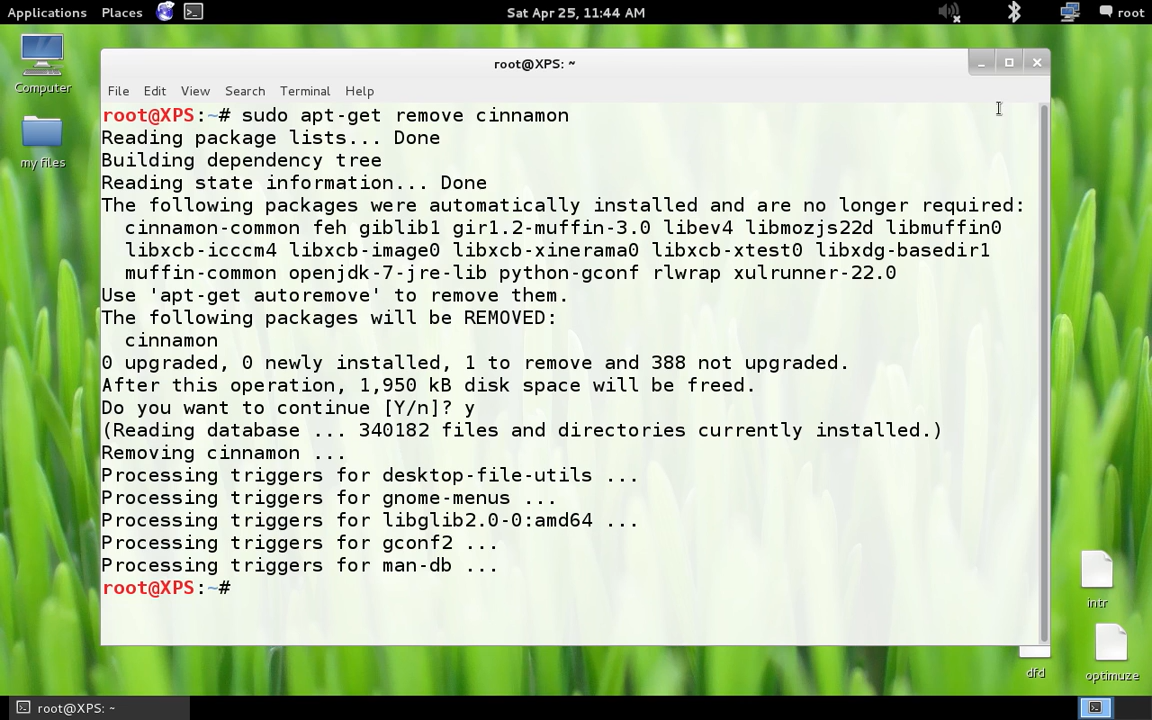 Applications Places Sat Apr 25, 11:44 AM root
Computer
my files
root@XPS: ~
File Edit View Search Terminal Help
root@XPS:~# sudo apt-get remove cinnamon
Reading package lists... Done
Building dependency tree
Reading state information... Done
The following packages were automatically installed and are no longer required:
cinnamon-common feh giblib1 gir1.2-muffin-3.0 libev4 libmozjs22d libmuffin0
libxcb-icccm4 libxcb-image0 libxcb-xinerama0 libxcb-xtest0 libxdg-basedir1
muffin-common openjdk-7-jre-lib python-gconf rlwrap xulrunner-22.0
Use 'apt-get autoremove' to remove them.
The following packages will be REMOVED:
cinnamon
0 upgraded, 0 newly installed, 1 to remove and 388 not upgraded.
After this operation, 1,950 kB disk space will be freed.
Do you want to continue [Y/n]? y
(Reading database ... 340182 files and directories currently installed.)
Removing cinnamon ...
Processing triggers for desktop-file-utils ...
Processing triggers for gnome-menus ...
Processing triggers for libglib2.0-0:amd64 ...
Processing triggers for gconf2 ...
Processing triggers for man-db ...
root@XPS:~#
intr
dfd
optimuze
root@XPS: ~